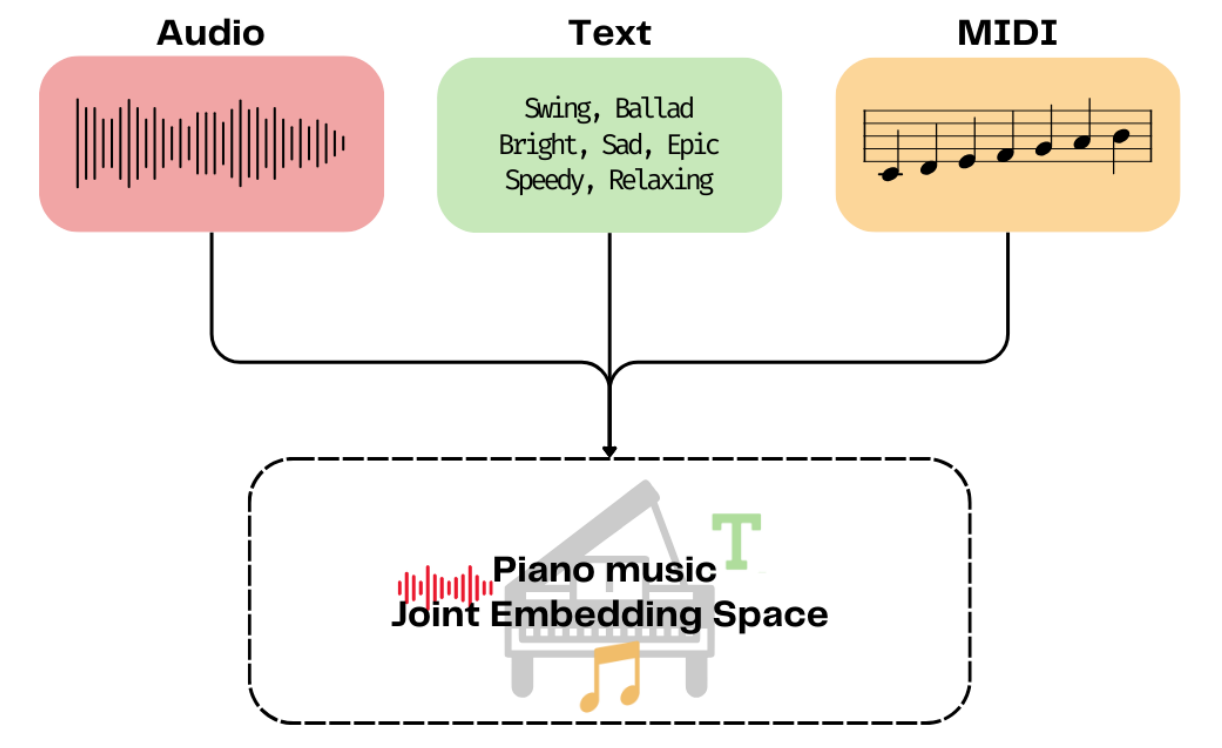 Audio
Text
MIDI
Swing, Ballad
Bright, Sad, Epic
Speedy, Relaxing
T
Piano music
Joint Embedding Space